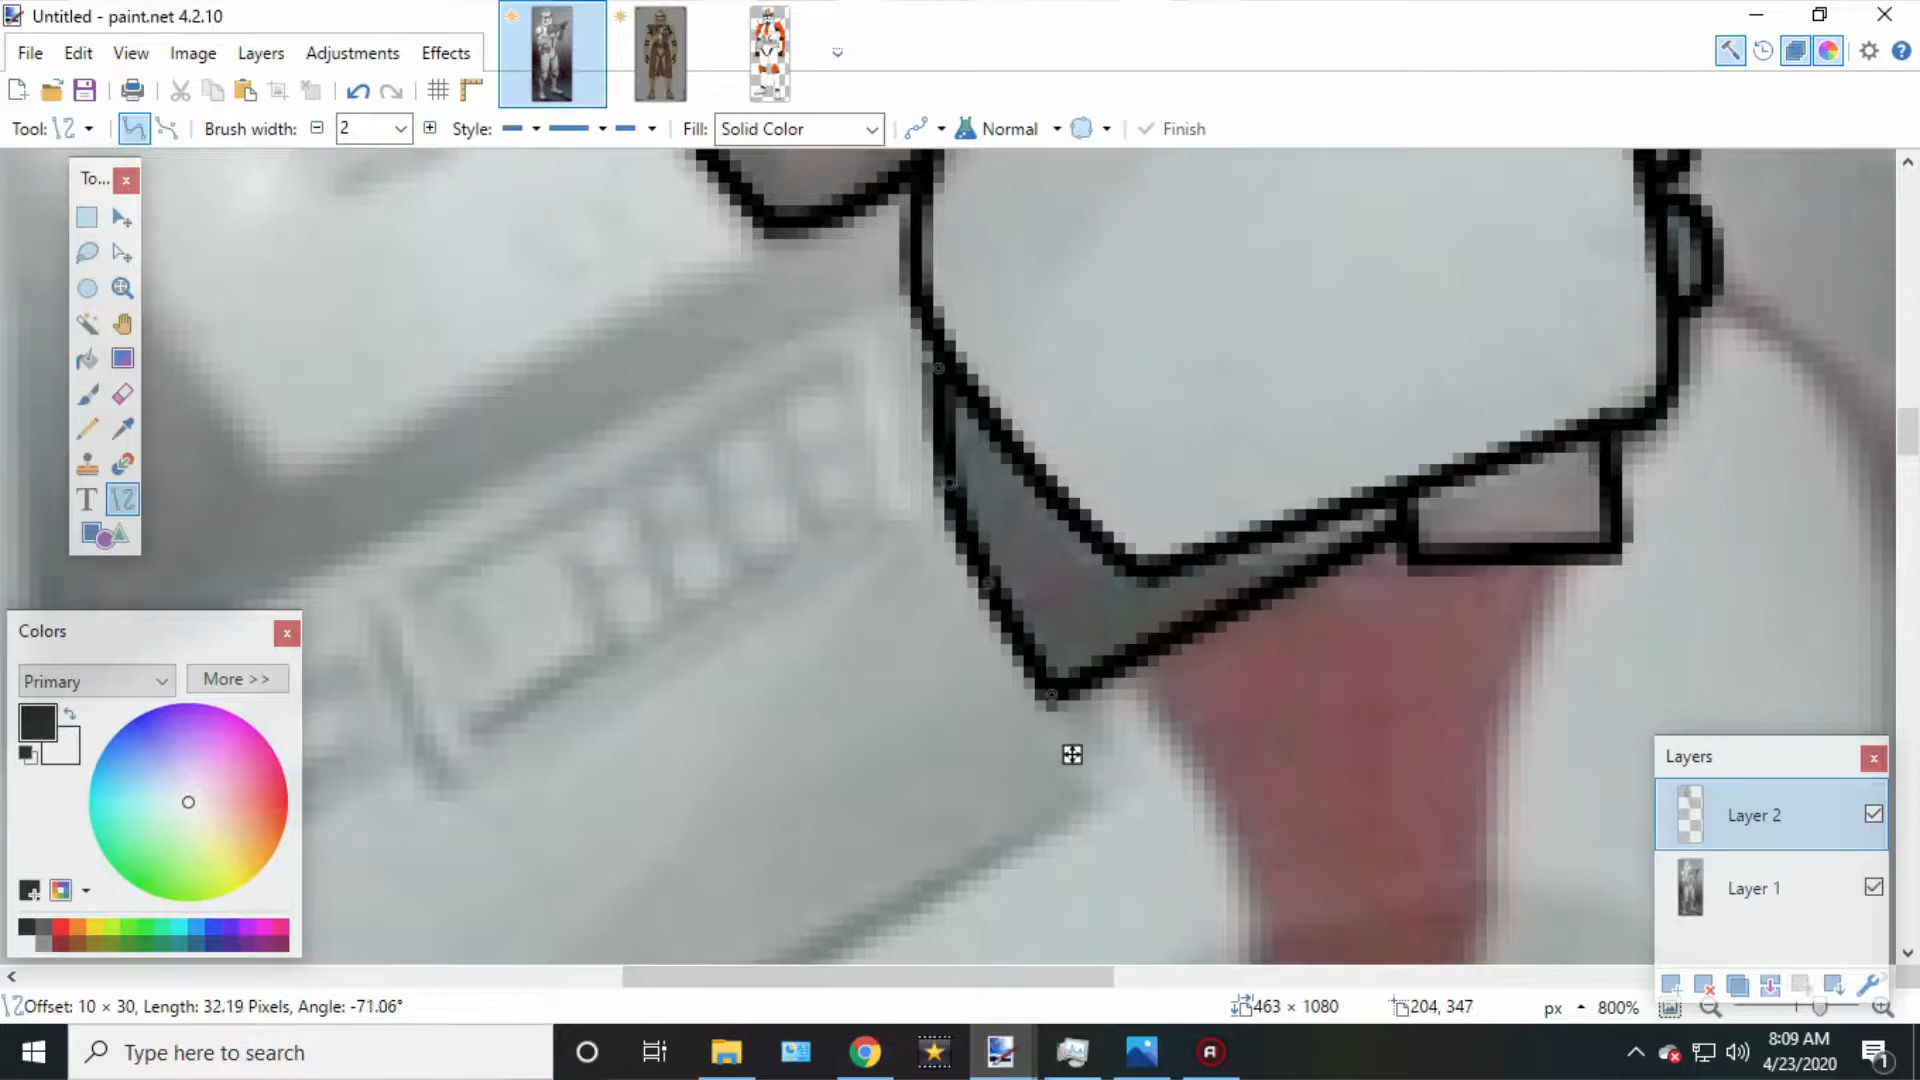 Untitled - paint.net 4.2.10
File Edit View Image Layers Adjustments Effects
Tool: Brush width: 2 Style: Fill: Solid Color Normal Finish
To...
T
Colors
Primary More >>
Layers
Layer 2
Layer 1
Offset: 10 × 30, Length: 32.19 Pixels, Angle: -71.06° 463 × 1080 204, 347 px 800%
Type here to search
8:09 AM
4/23/2020
1